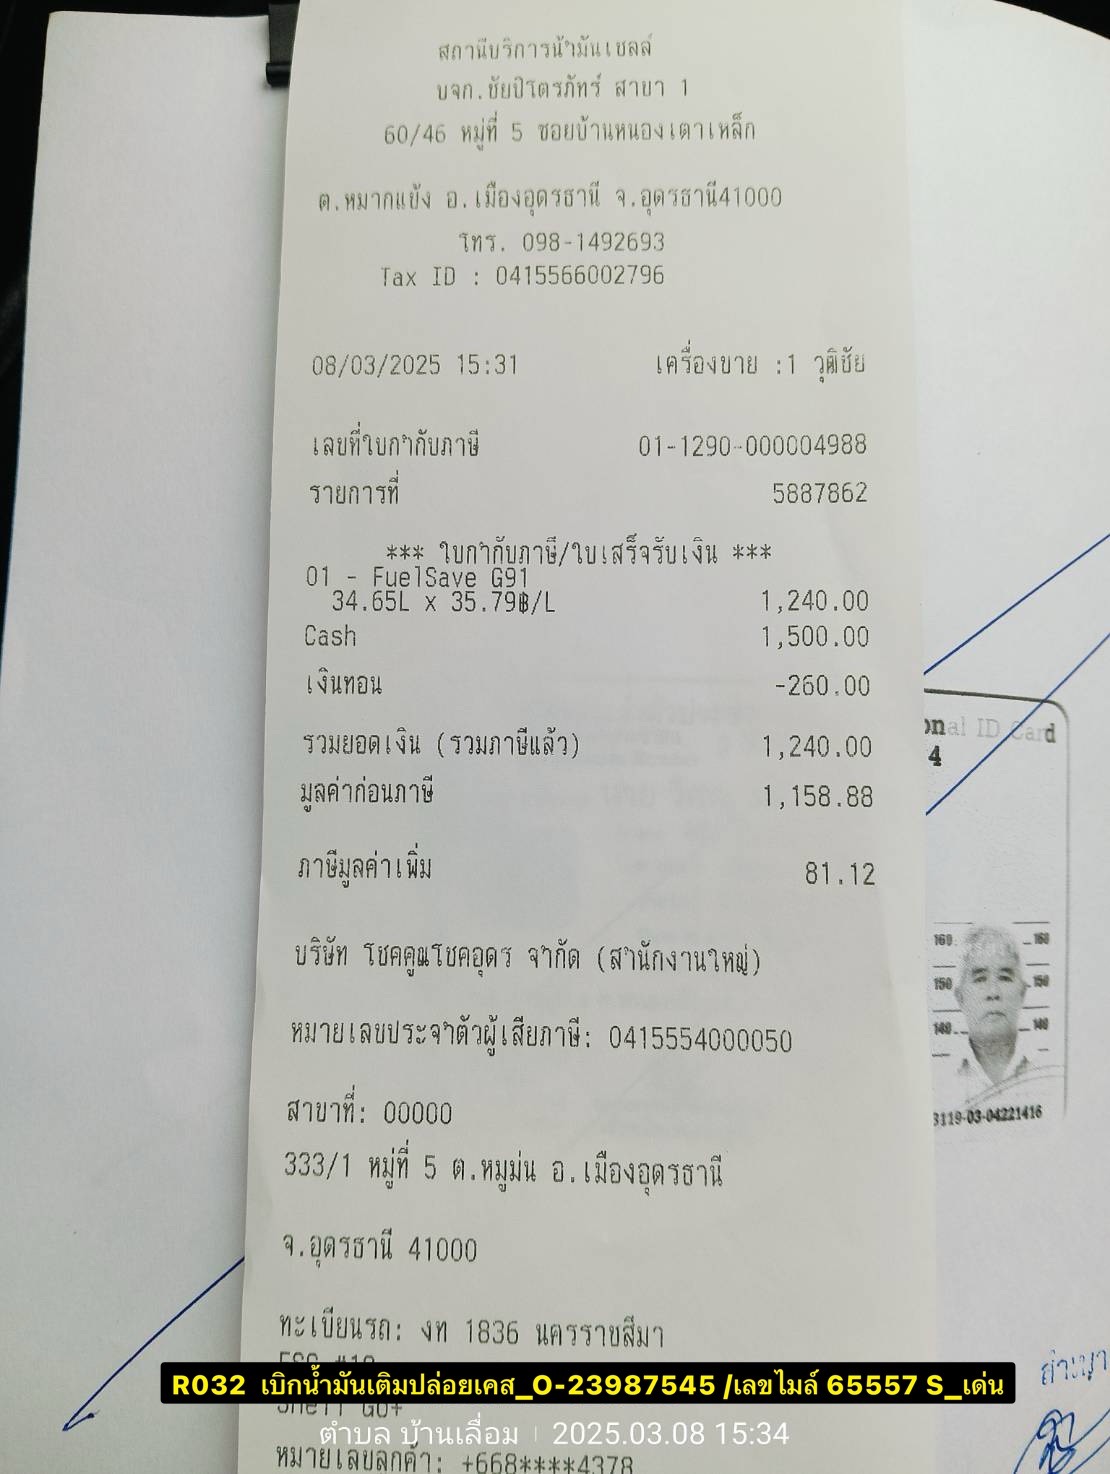 สถานีบริการน้ำมันเชลล์
บจก.ชัยปิโตรภัทร์ สาขา 1
60/46 หมู่ที่ 5 ซอยบ้านหนองเตาเหล็ก
ต.หมากแข้ง อ.เมืองอุดรธานี จ.อุดรธานี41000
โทร. 098-1492693
Tax ID : 0415566002796
08/03/2025 15:31 เครื่องขาย :1 วุฒิชัย
เลขที่ใบกำกับภาษี 01-1290-000004988
รายการที่ 5887862
*** ใบกำกับภาษี/ใบเสร็จรับเงิน ***
01 - FuelSave G91
34.65L x 35.79฿/L 1,240.00
Cash 1,500.00
เงินทอน -260.00
รวมยอดเงิน (รวมภาษีแล้ว) 1,240.00
มูลค่าก่อนภาษี 1,158.88
ภาษีมูลค่าเพิ่ม 81.12
บริษัท โชคคูณโชคอุดร จำกัด (สำนักงานใหญ่)
หมายเลขประจำตัวผู้เสียภาษี: 0415554000050
สาขาที่: 00000
333/1 หมู่ที่ 5 ต.หมูม่น อ.เมืองอุดรธานี
จ.อุดรธานี 41000
ทะเบียนรถ: งท 1836 นครราชสีมา
R032 เบิกน้ำมันเติมปล่อยเคส_O-23987545 /เลขไมล์ 65557 S_เด่น
Shell Go+
ตำบล บ้านเลื่อม | 2025.03.08 15:34
หมายเลขลูกค้า: +668****4378
onal ID Card
4
160 160
150 150
140 140
3119-03-04221416